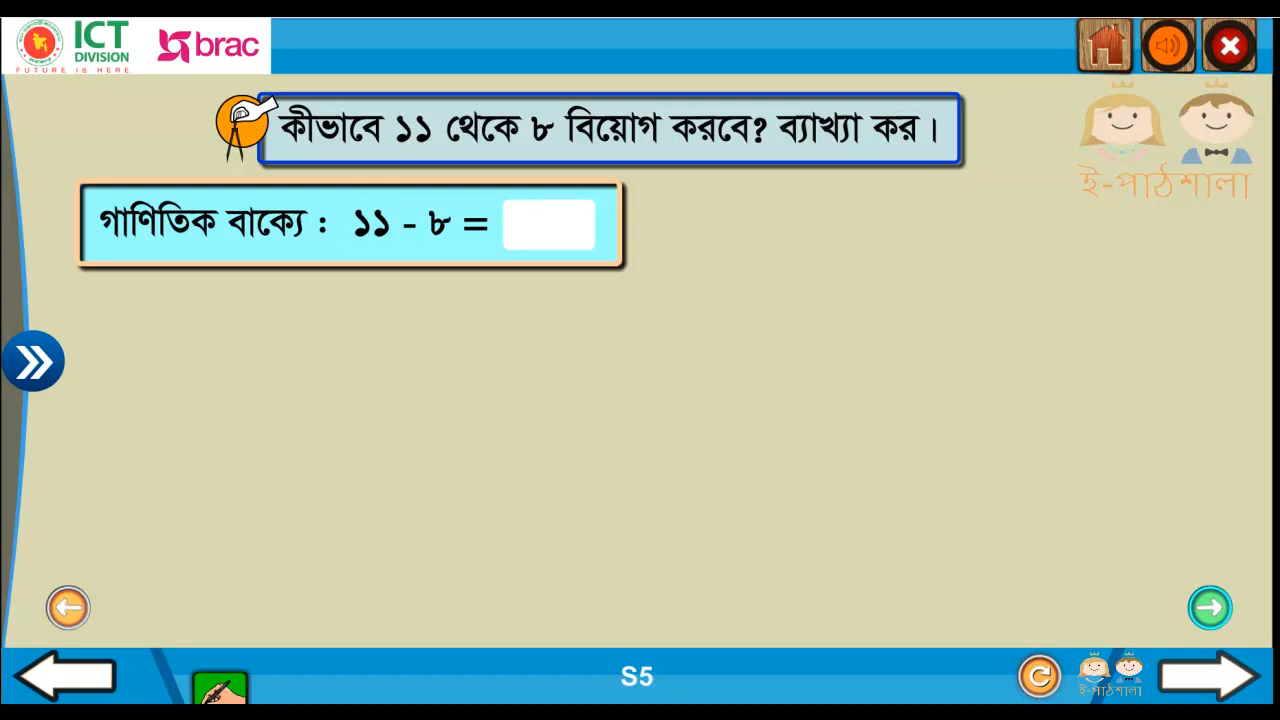 ICT
DIVISION
FUTURE IS HERE
brac
কীভাবে ১১ থেকে ৮ বিয়োগ করবে? ব্যাখ্যা কর।
ই-পাঠশালা
গাণিতিক বাক্যে : ১১ - ৮ =
S5
ই-পাঠশালা